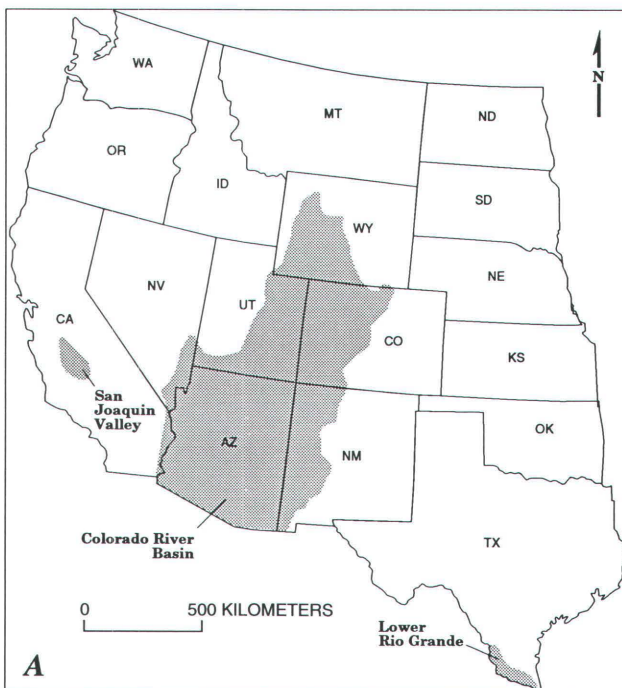 WA
MT
ND
N
OR
ID
SD
WY
NE
NV
UT
CA
CO
KS
San
Joaquin
Valley
AZ
NM
OK
Colorado River
Basin
TX
0 500 KILOMETERS
Lower
Rio Grande
A